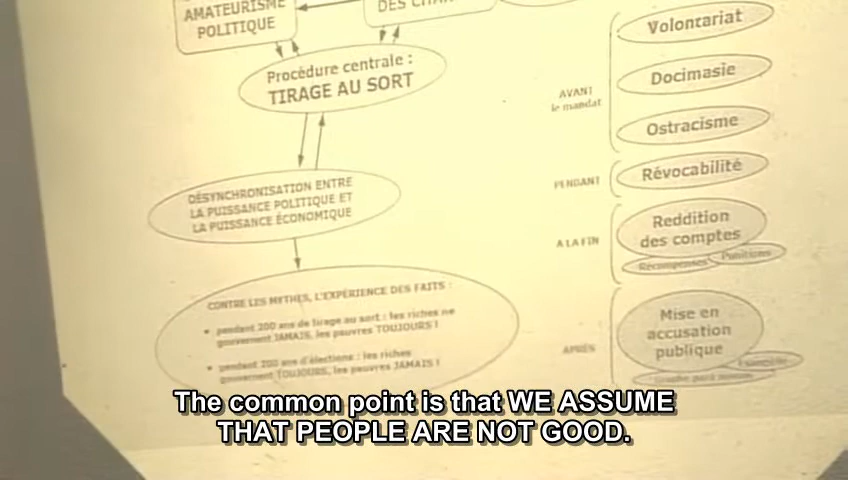 AMATEURISME
POLITIQUE
DES
Procédure centrale :
TIRAGE AU SORT
DÉSYNCHRONISATION ENTRE
LA PUISSANCE POLITIQUE ET
LA PUISSANCE ÉCONOMIQUE
CONTRE LES MYTHES, L'EXPÉRIENCE DES FAITS :
• pendant 200 ans de tirage au sort : les riches ne
gouvernent JAMAIS, les pauvres TOUJOURS !
• pendant 200 ans d'élections : les riches
gouvernent TOUJOURS, les pauvres JAMAIS !
AVANT
le mandat
Volontariat
Docimasie
Ostracisme
PENDANT
Révocabilité
A LA FIN
Reddition
des comptes
Récompenses
Punitions
APRÈS
Mise en
accusation
publique
The common point is that WE ASSUME
THAT PEOPLE ARE NOT GOOD.